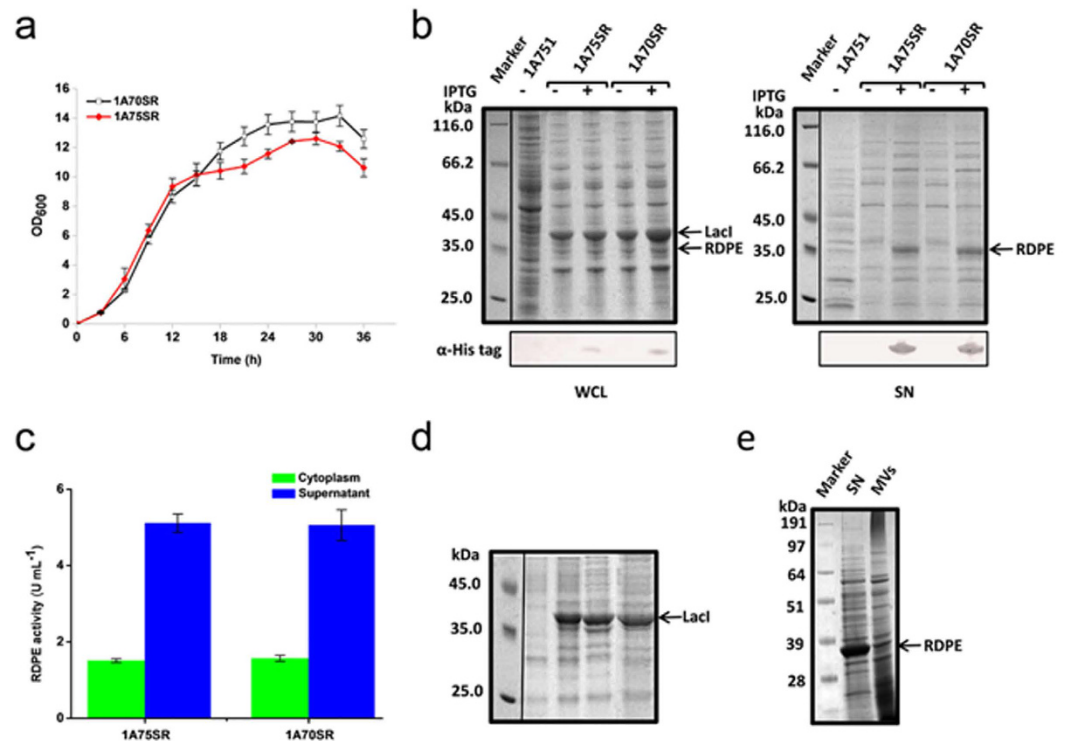 a
16
14
12
10
8
6
4
2
0
OD600
0 6 12 18 24 30 36
Time (h)
1A70SR
1A75SR
b
Marker 1A751 1A75SR 1A70SR
IPTG - - + - +
kDa
116.0
66.2
45.0
35.0
25.0
LacI
RDPE
α-His tag
WCL
Marker 1A751 1A75SR 1A70SR
IPTG - - + - +
kDa
116.0
66.2
45.0
35.0
25.0
RDPE
SN
c
Cytoplasm
Supernatant
6
4
2
0
RDPE activity (U mL-1)
1A75SR 1A70SR
d
kDa
45.0
35.0
25.0
LacI
e
Marker SN MVs
kDa
191
97
64
51
39
28
RDPE